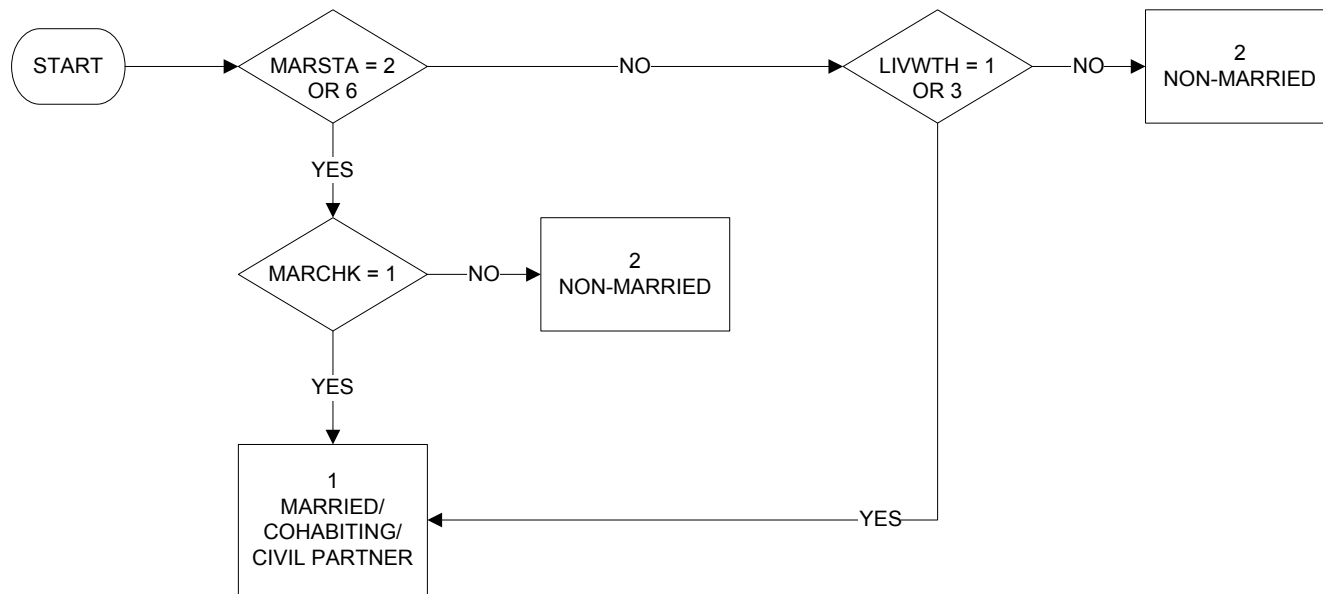 START
MARSTA = 2
OR 6
NO
LIVWTH = 1
OR 3
NO
2
NON-MARRIED
YES
MARCHK = 1
NO
2
NON-MARRIED
YES
1
MARRIED/
COHABITING/
CIVIL PARTNER
YES